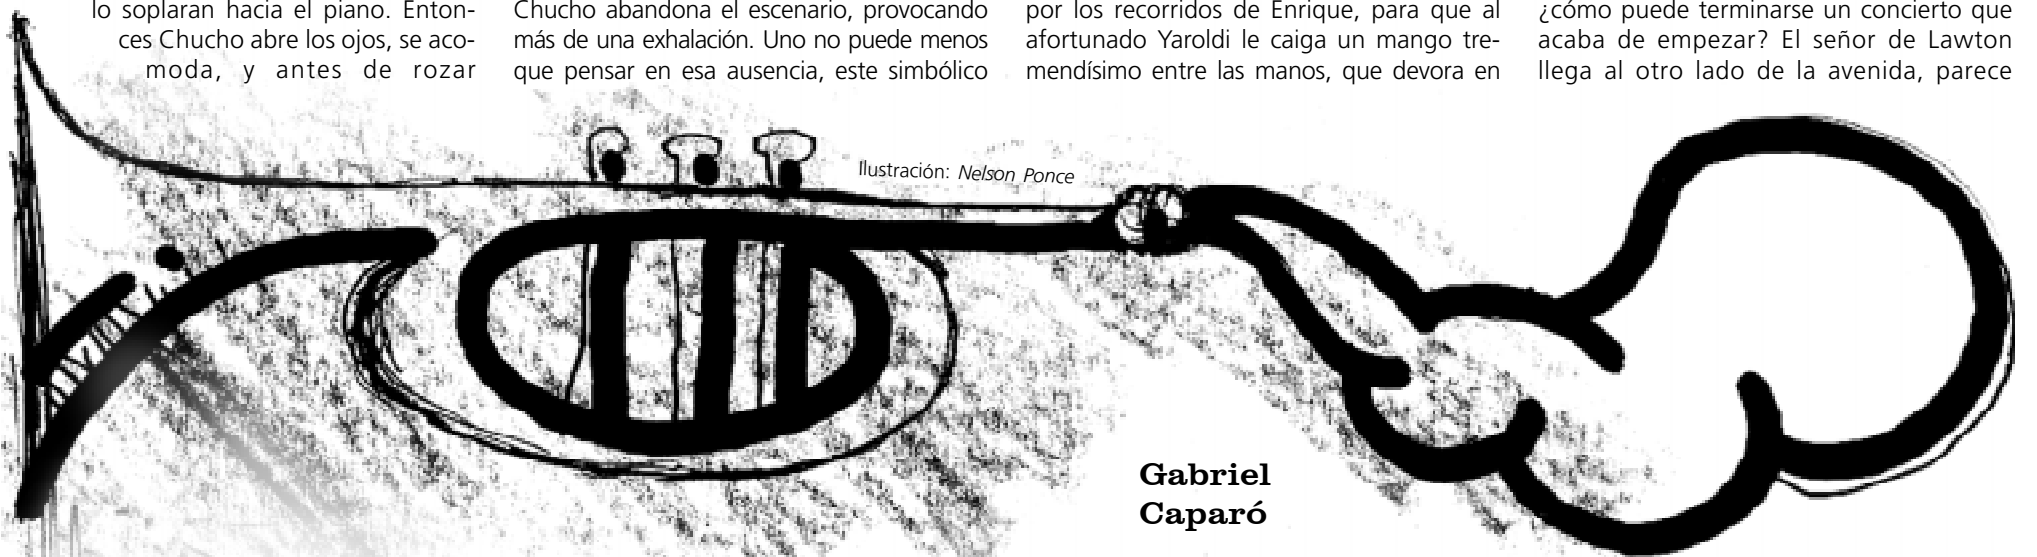 lo soplaran hacia el piano. Enton-
ces Chucho abre los ojos, se aco-
moda, y antes de rozar
Chucho abandona el escenario, provocando
más de una exhalación. Uno no puede menos
que pensar en esa ausencia, este simbólico
por los recorridos de Enrique, para que al
afortunado Yaroldi le caiga un mango tre-
mendísimo entre las manos, que devora en
¿cómo puede terminarse un concierto que
acaba de empezar? El señor de Lawton
llega al otro lado de la avenida, parece
Ilustración: Nelson Ponce
Gabriel
Caparó